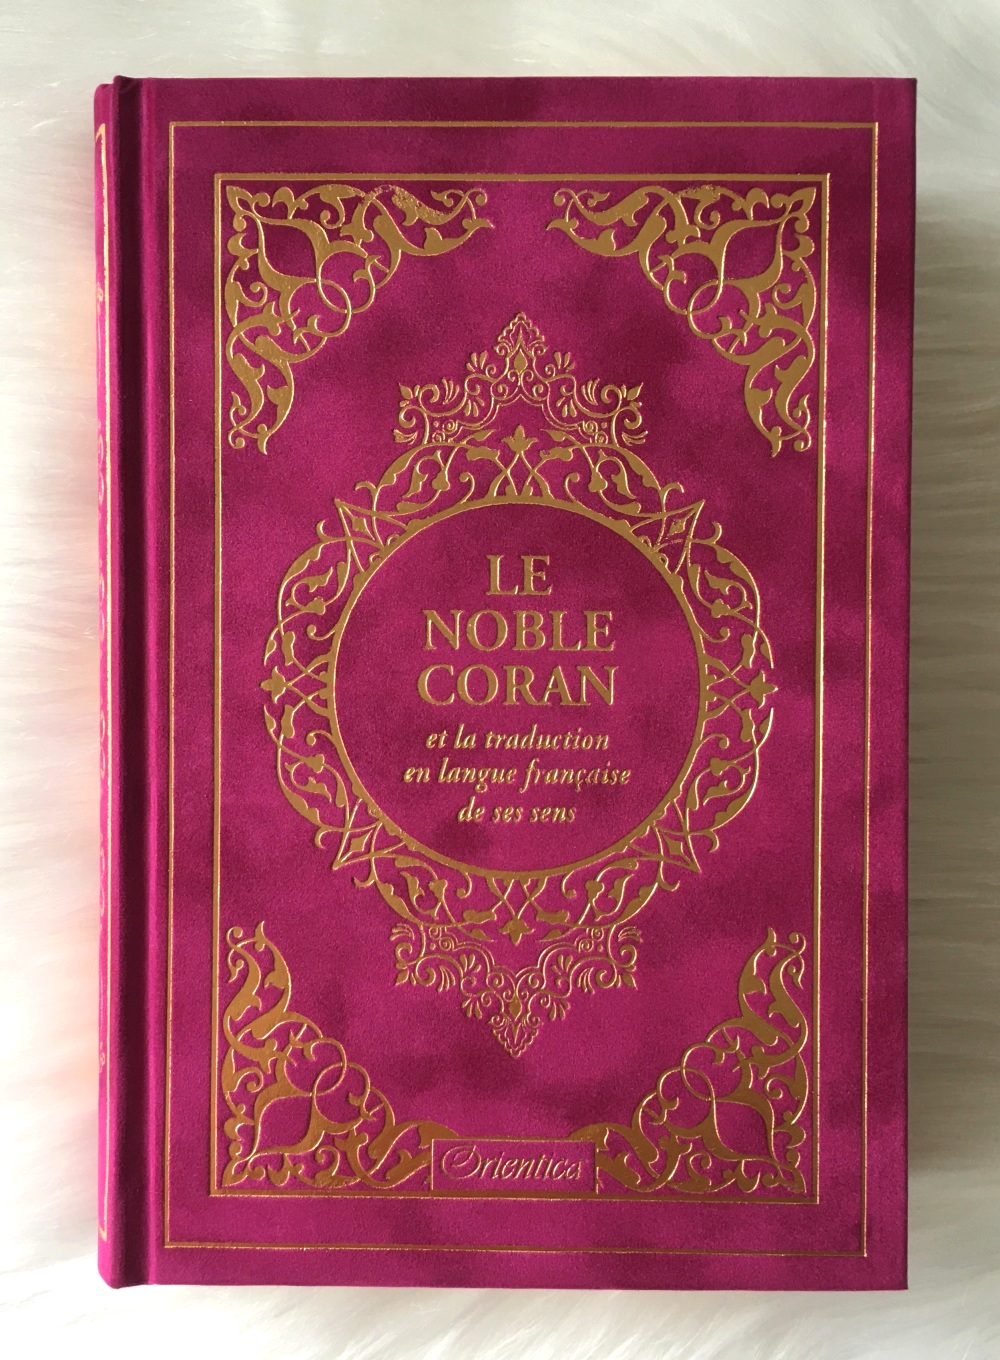 LE
NOBLE
CORAN
et la traduction
en langue française
de ses sens
Orientica